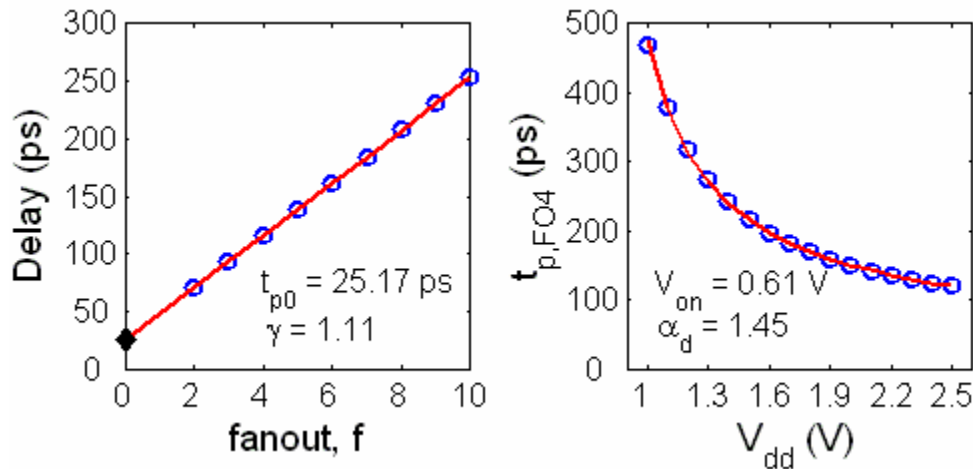 300
250
200
150
100
50
0
0 2 4 6 8 10
Delay (ps)
fanout, f
t_p0 = 25.17 ps
γ = 1.11
500
400
300
200
100
0
1 1.3 1.6 1.9 2.2 2.5
t_p,FO4 (ps)
V_dd (V)
V_on = 0.61 V
α_d = 1.45